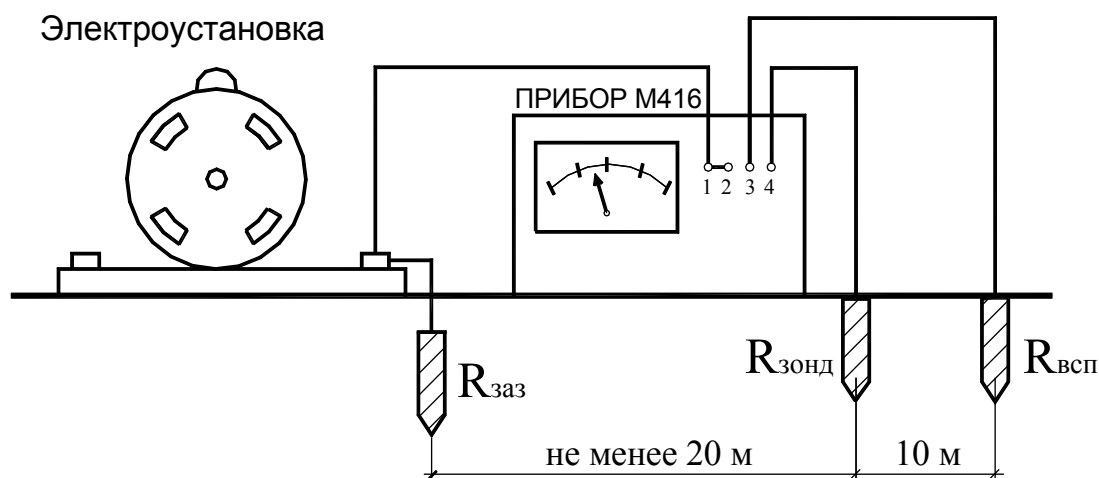 Электроустановка
ПРИБОР М416
1 2 3 4
Rзаз
Rзонд
Rвсп
не менее 20 м
10 м